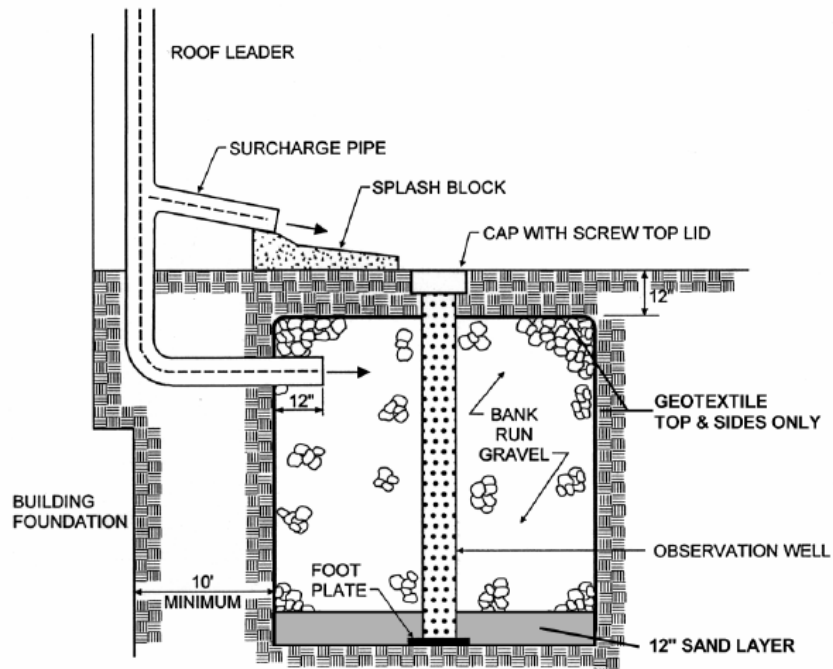 ROOF LEADER
SURCHARGE PIPE
SPLASH BLOCK
CAP WITH SCREW TOP LID
12"
12"
GEOTEXTILE
TOP & SIDES ONLY
BANK
RUN
GRAVEL
BUILDING
FOUNDATION
OBSERVATION WELL
FOOT
PLATE
10'
MINIMUM
12" SAND LAYER